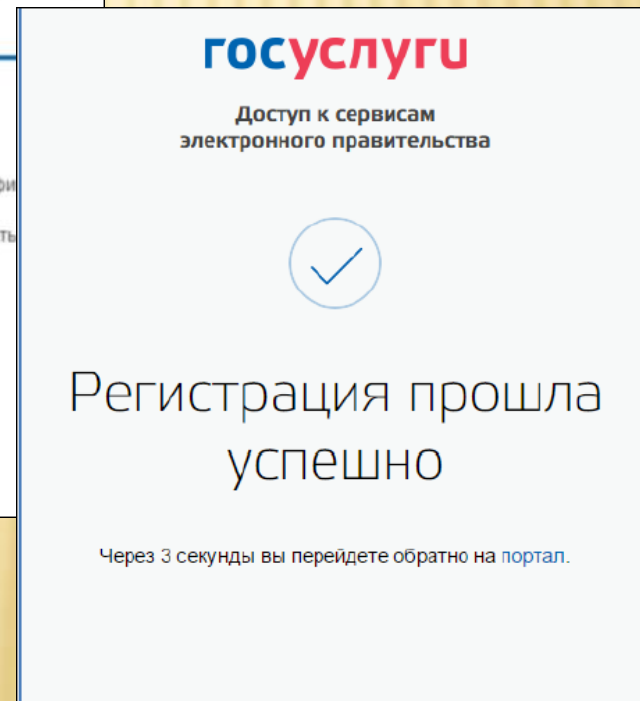 госуслуги
Доступ к сервисам
электронного правительства
Регистрация прошла
успешно
Через 3 секунды вы перейдете обратно на портал.